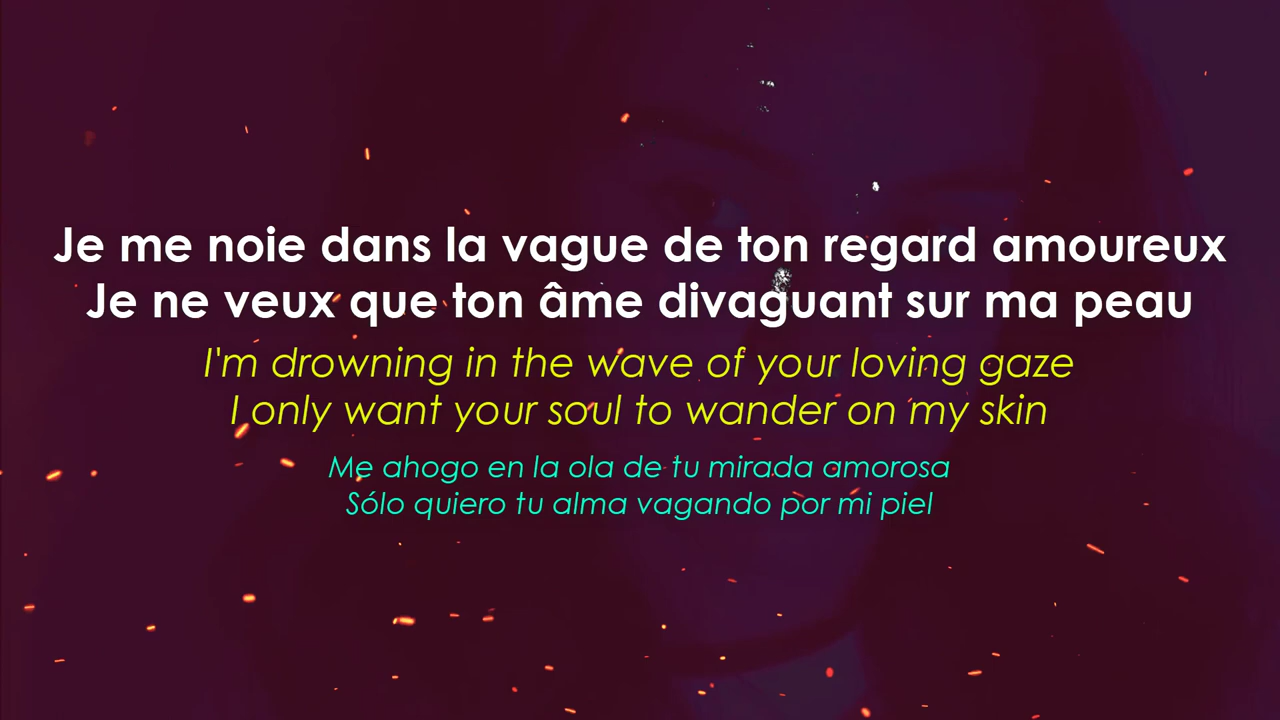 Je me noie dans la vague de ton regard amoureux
Je ne veux que ton âme divaguant sur ma peau
I'm drowning in the wave of your loving gaze
I only want your soul to wander on my skin
Me ahogo en la ola de tu mirada amorosa
Sólo quiero tu alma vagando por mi piel